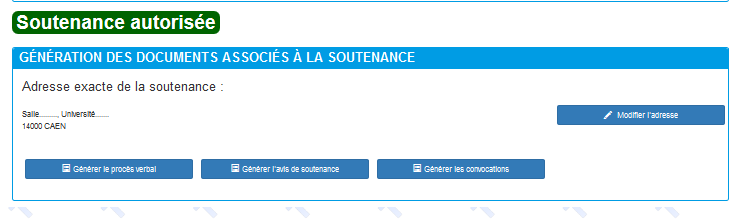 Soutenance autorisée
GÉNÉRATION DES DOCUMENTS ASSOCIÉS À LA SOUTENANCE
Adresse exacte de la soutenance :
Salle........., Université.......
14000 CAEN
Modifier l'adresse
Générer le procès verbal
Générer l'avis de soutenance
Générer les convocations